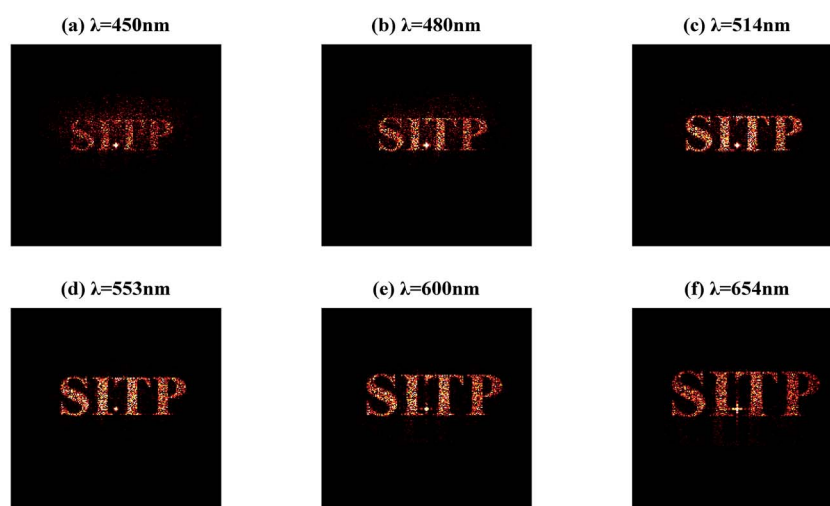 (a) λ=450nm (b) λ=480nm (c) λ=514nm
SITP SITP SITP
(d) λ=553nm (e) λ=600nm (f) λ=654nm
SITP SITP SITP